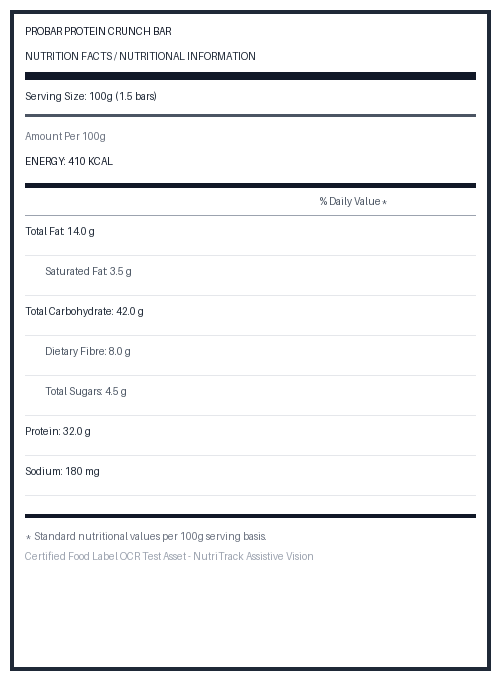 PROBAR PROTEIN CRUNCH BAR
NUTRITION FACTS / NUTRITIONAL INFORMATION
Serving Size: 100g (1.5 bars)
Amount Per 100g
ENERGY: 410 KCAL
% Daily Value *
Total Fat: 14.0 g
Saturated Fat: 3.5 g
Total Carbohydrate: 42.0 g
Dietary Fibre: 8.0 g
Total Sugars: 4.5 g
Protein: 32.0 g
Sodium: 180 mg
* Standard nutritional values per 100g serving basis.
Certified Food Label OCR Test Asset - NutriTrack Assistive Vision